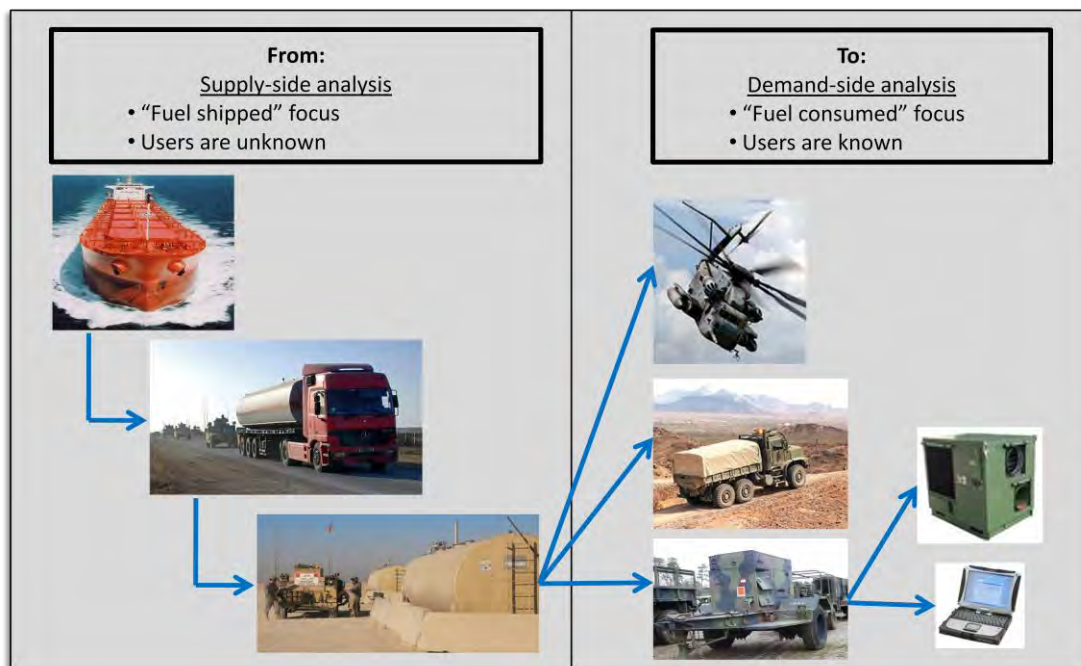 From:
Supply-side analysis
• “Fuel shipped” focus
• Users are unknown
To:
Demand-side analysis
• “Fuel consumed” focus
• Users are known